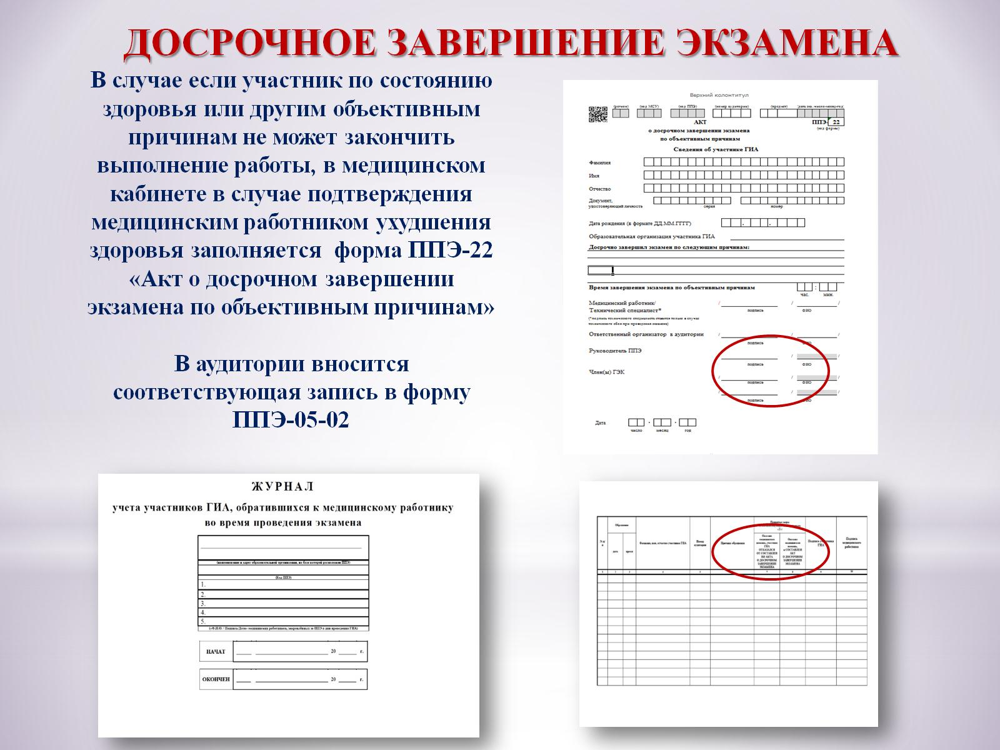 ДОСРОЧНОЕ ЗАВЕРШЕНИЕ ЭКЗАМЕНА
В случае если участник по состоянию
здоровья или другим объективным
причинам не может закончить
выполнение работы, в медицинском
кабинете в случае подтверждения
медицинским работником ухудшения
здоровья заполняется форма ППЭ-22
«Акт о досрочном завершении
экзамена по объективным причинам»
В аудитории вносится
соответствующая запись в форму
ППЭ-05-02
Верхний колонтитул
(регион) (код МСУ) (код ППЭ) (номер аудитории) (предмет)
АКТ ППЭ- 22
(код формы)
о досрочном завершении экзамена
по объективным причинам
Сведения об участнике ГИА
Фамилия
Имя
Отчество
Документ,
удостоверяющий личность серия номер
Дата рождения (в формате ДД.ММ.ГГГГ) . .
Образовательная организация участника ГИА
Досрочно завершил экзамен по следующим причинам:
Время завершения экзамена по объективным причинам :
час. мин.
Медицинский работник/ / / /
Технический специалист*
подпись ФИО
(*подпись технического специалиста ставится только в случае
технического сбоя при проведении экзамена)
Ответственный организатор в аудитории / / /
подпись ФИО
Руководитель ППЭ
/ /
подпись ФИО
Член(ы) ГЭК
/ / /
подпись ФИО
/ / /
подпись ФИО
Дата . .
число месяц год
ЖУРНАЛ
учета участников ГИА, обратившихся к медицинскому работнику
во время проведения экзамена
(наименование и адрес образовательной организации, на базе которой расположен ППЭ)
(Код ППЭ)
1.
2.
3.
4.
5.
(«Ф.И.О. / Подпись/Дата» медицинских работников, закреплённых за ППЭ в дни проведения ГИА)
НАЧАТ 20 г.
ОКОНЧЕН 20 г.
Обращение
дата
время
Фамилия, имя, отчество участника ГИА
Номер
аудитории
Причина обращения
Принятые меры
Оказана
медицинская
помощь, участник
ГИА
ОТКАЗАЛСЯ
ОТ СОСТАВЛЕНИЯ АКТА
О ДОСРОЧНОМ
ЗАВЕРШЕНИИ
ЭКЗАМЕНА
Оказана
медицинская
помощь,
и СОСТАВЛЕН
АКТ
О ДОСРОЧНОМ
ЗАВЕРШЕНИИ
ЭКЗАМЕНА
Подпись участника
ГИА
Подпись
медицинского
работника
1 2 3 4 5 7 8 9 10